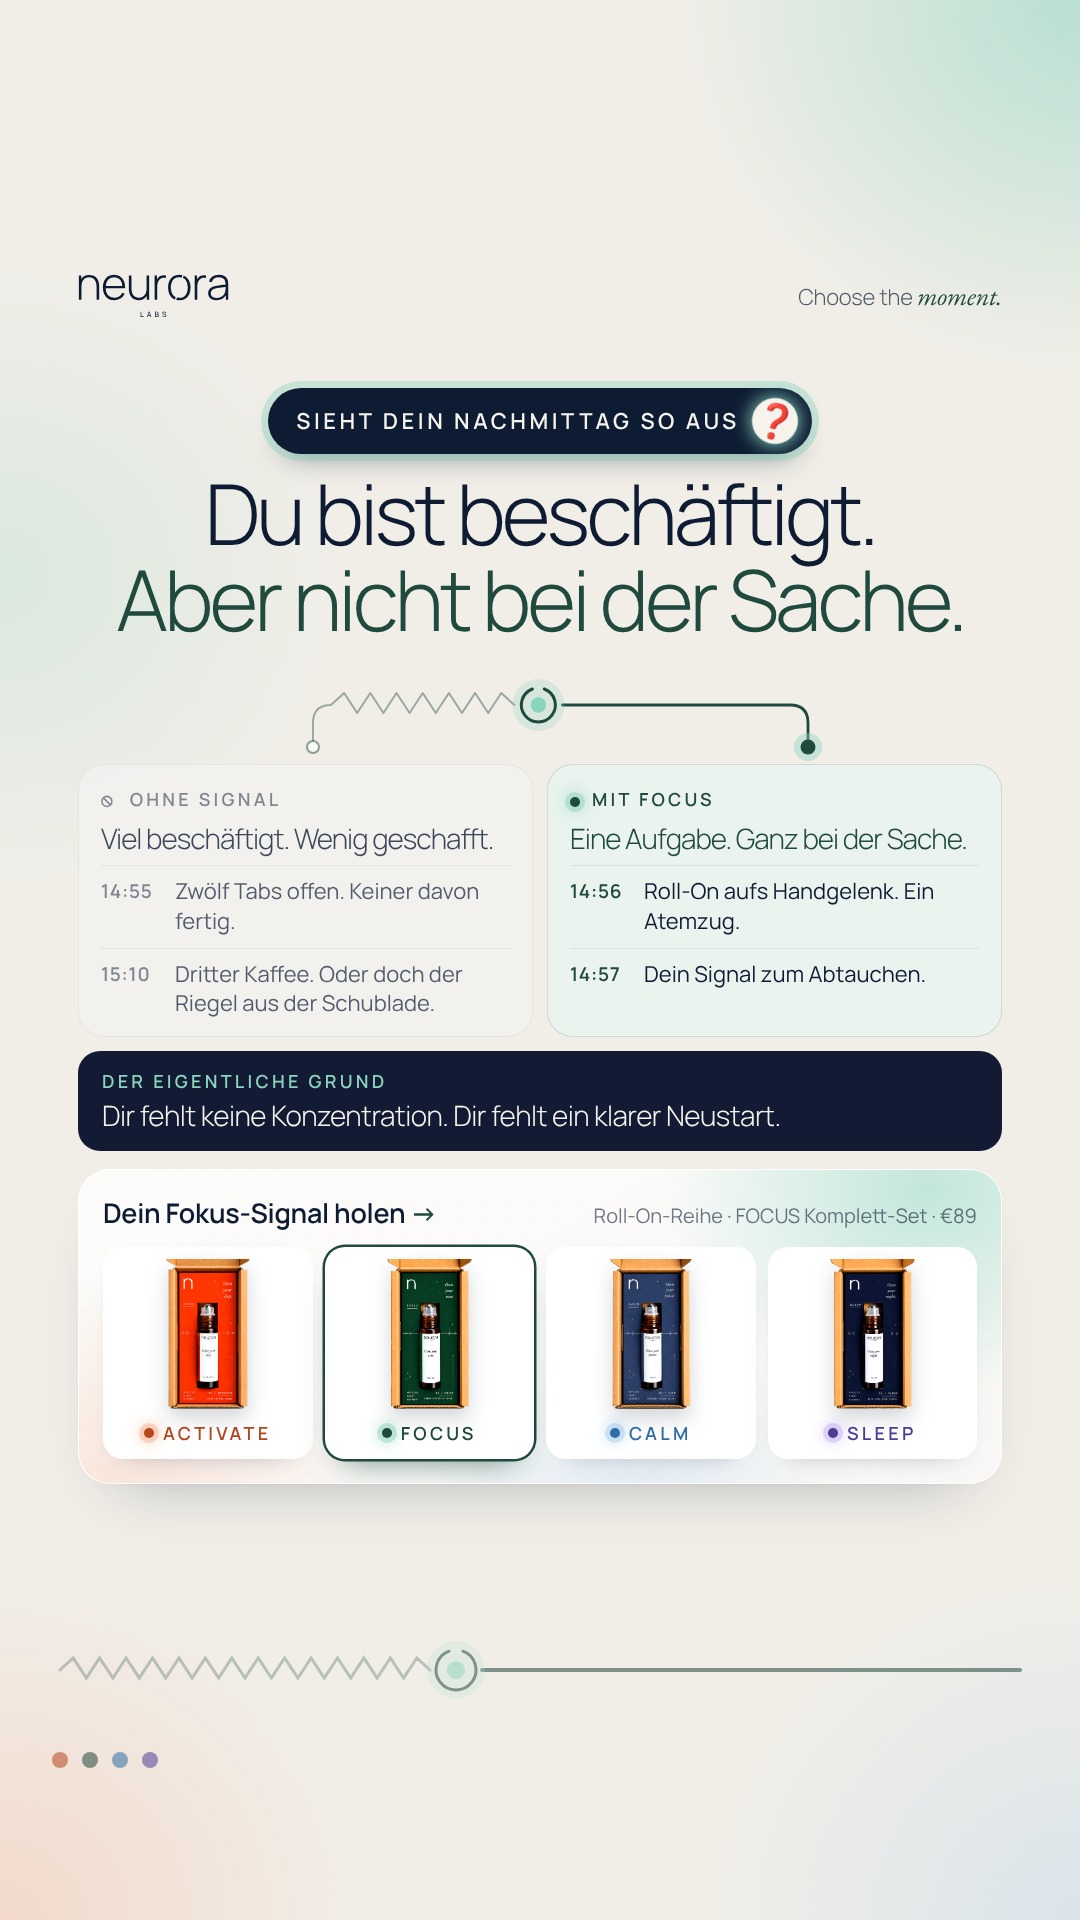 neurora
LABS
Choose the moment.
SIEHT DEIN NACHMITTAG SO AUS ❓
Du bist beschäftigt.
Aber nicht bei der Sache.
OHNE SIGNAL
Viel beschäftigt. Wenig geschafft.
14:55 Zwölf Tabs offen. Keiner davon
fertig.
15:10 Dritter Kaffee. Oder doch der
Riegel aus der Schublade.
MIT FOCUS
Eine Aufgabe. Ganz bei der Sache.
14:56 Roll-On aufs Handgelenk. Ein
Atemzug.
14:57 Dein Signal zum Abtauchen.
DER EIGENTLICHE GRUND
Dir fehlt keine Konzentration. Dir fehlt ein klarer Neustart.
Dein Fokus-Signal holen →
Roll-On-Reihe · FOCUS Komplett-Set · €89
n
n
n
n
ACTIVATE
FOCUS
CALM
SLEEP